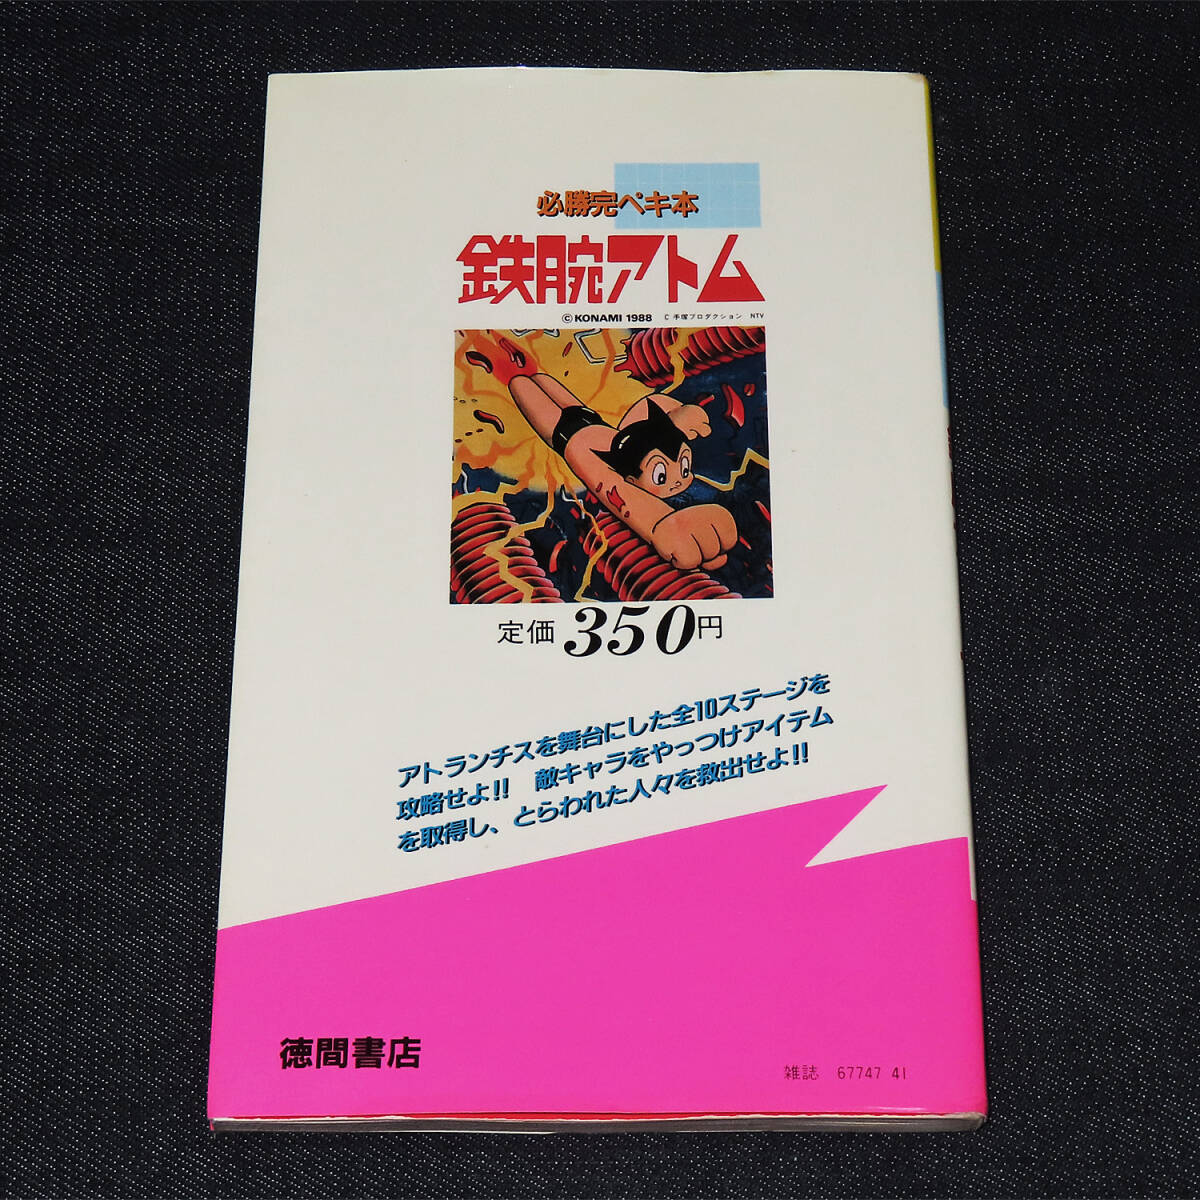 必勝完ペキ本
鉄腕アトム
©KONAMI 1988 C 手塚プロダクション NTV
定価350円
アトランチスを舞台にした全10ステージを
攻略せよ!! 敵キャラをやっつけアイテム
を取得し、とらわれた人々を救出せよ!!
徳間書店
雑誌 67747 41